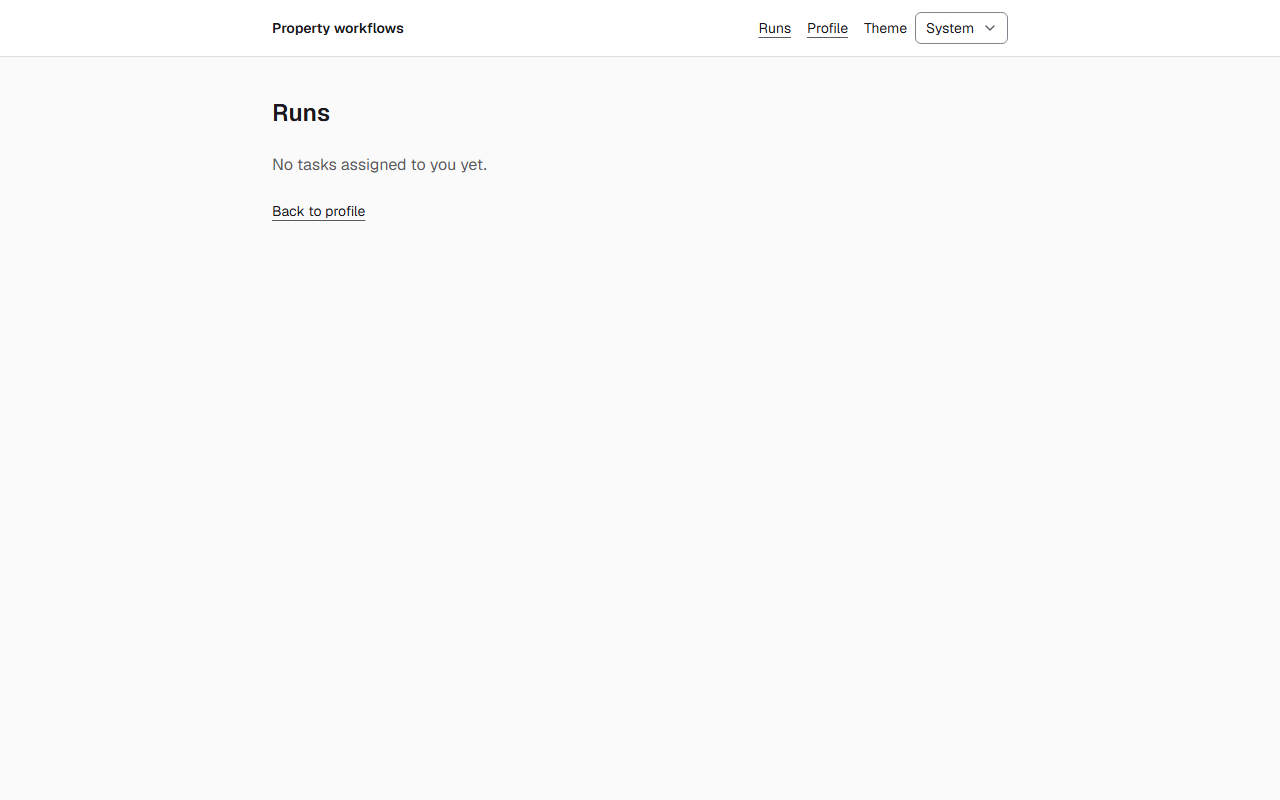 Property workflows
Runs Profile Theme System
Runs
No tasks assigned to you yet.
Back to profile